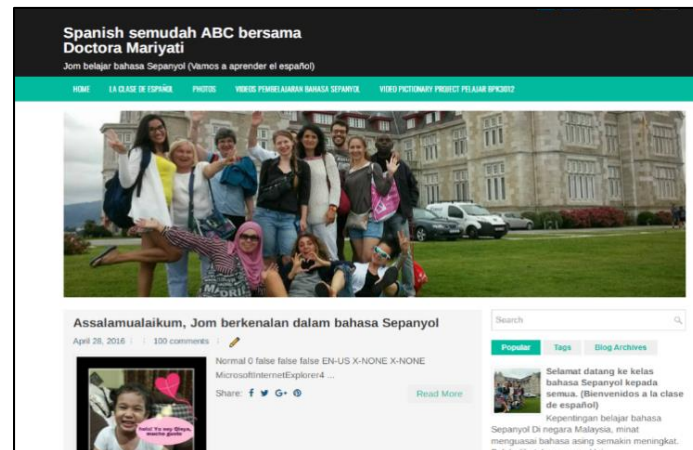 Spanish semudah ABC bersama
Doctora Mariyati
Jom belajar bahasa Sepanyol (Vamos a aprender el español)
HOME LA CLASE DE ESPAÑOL PHOTOS VIDEOS PEMBELAJARAN BAHASA SEPANYOL VIDEO PICTIONARY PROJECT PELAJAR BPK3012
MADRID
Assalamualaikum, Jom berkenalan dalam bahasa Sepanyol
April 28, 2016 100 comments
Normal 0 false false false EN-US X-NONE X-NONE
MicrosoftInternetExplorer4 ...
Share: Read More
Search
Popular Tags Blog Archives
Selamat datang ke kelas
bahasa Sepanyol kepada
semua. (Bienvenidos a la clase
de español)
Kepentingan belajar bahasa
Sepanyol Di negara Malaysia, minat
menguasai bahasa asing semakin meningkat.